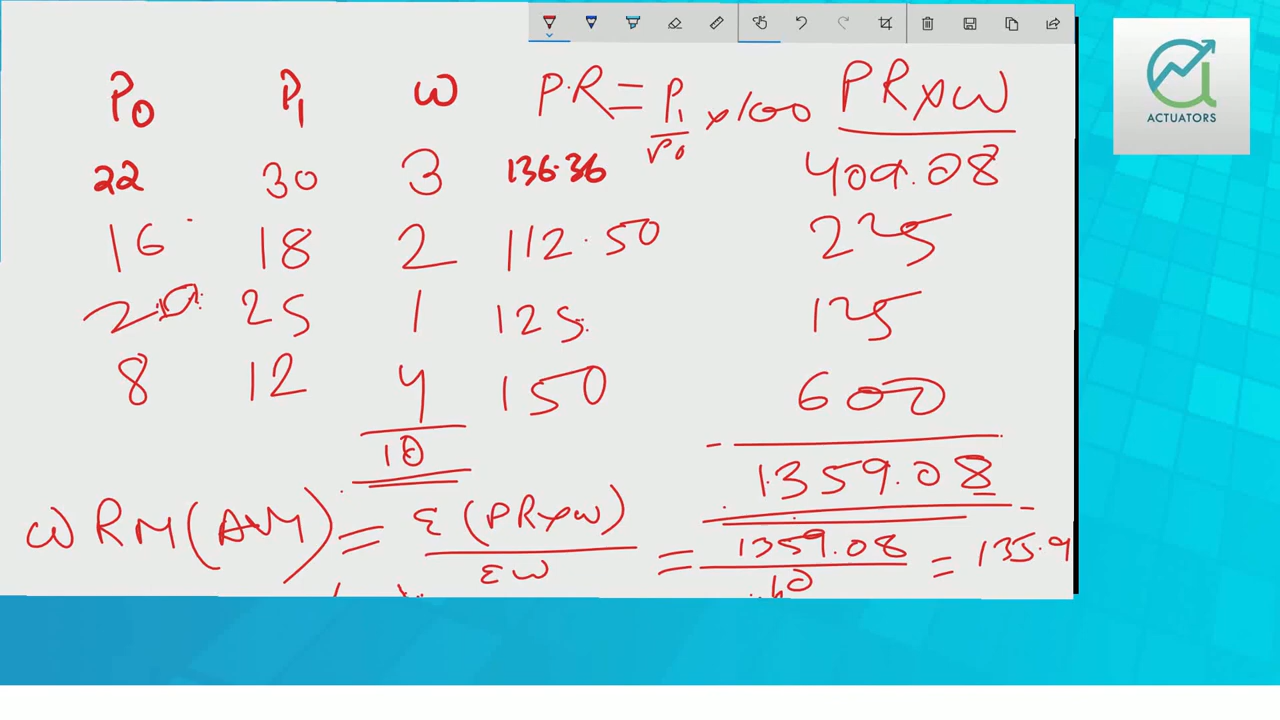 P0 P1 W P.R = P1/P0 × 100 PR×W
22 30 3 136.36 409.08
16 18 2 112.50 225
20 25 1 125 125
8 12 4 150 600
10 1359.08
WRM(AVM) = Σ(PR×W)/ΣW = 1359.08/10 = 135.9
ACTUATORS